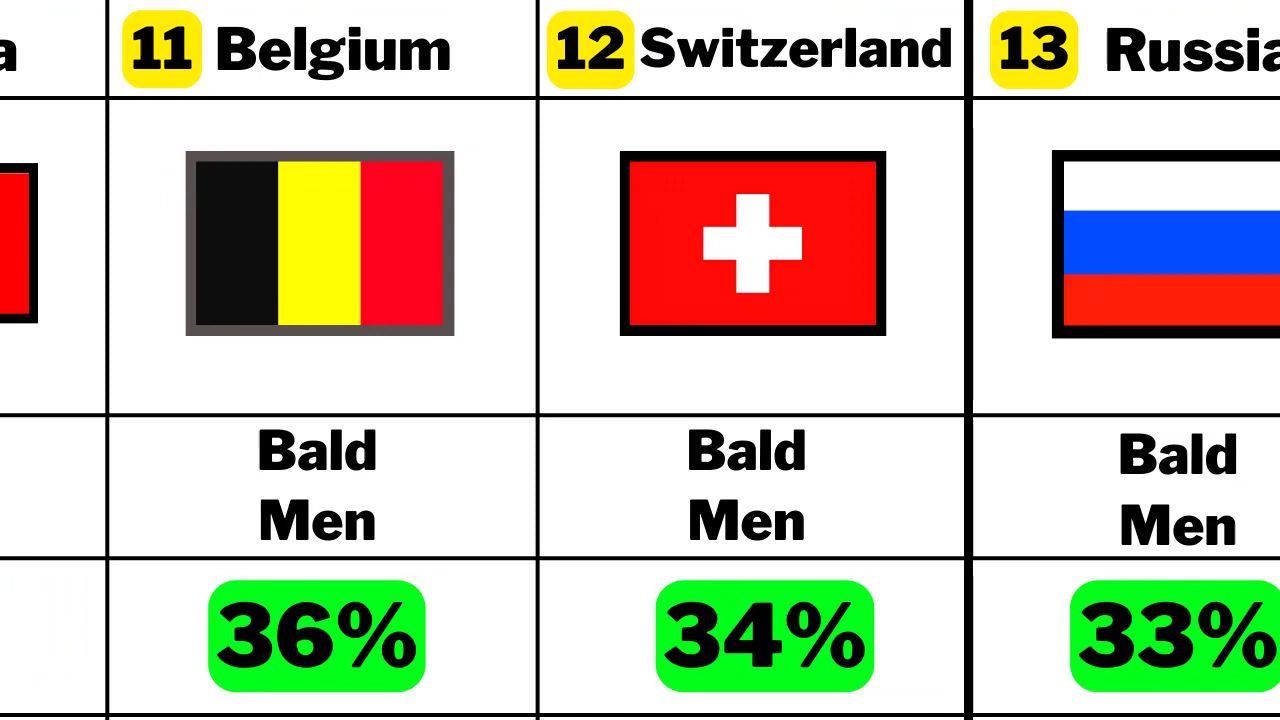 a
11 Belgium
12 Switzerland
13 Russia
Bald
Men
Bald
Men
Bald
Men
36%
34%
33%